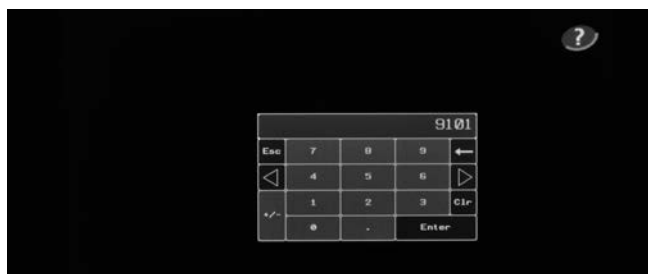 ?
9101
Esc 7 8 9 ←
◁ 4 5 6 ▷
+/- 1 2 3 Clr
0 . Enter